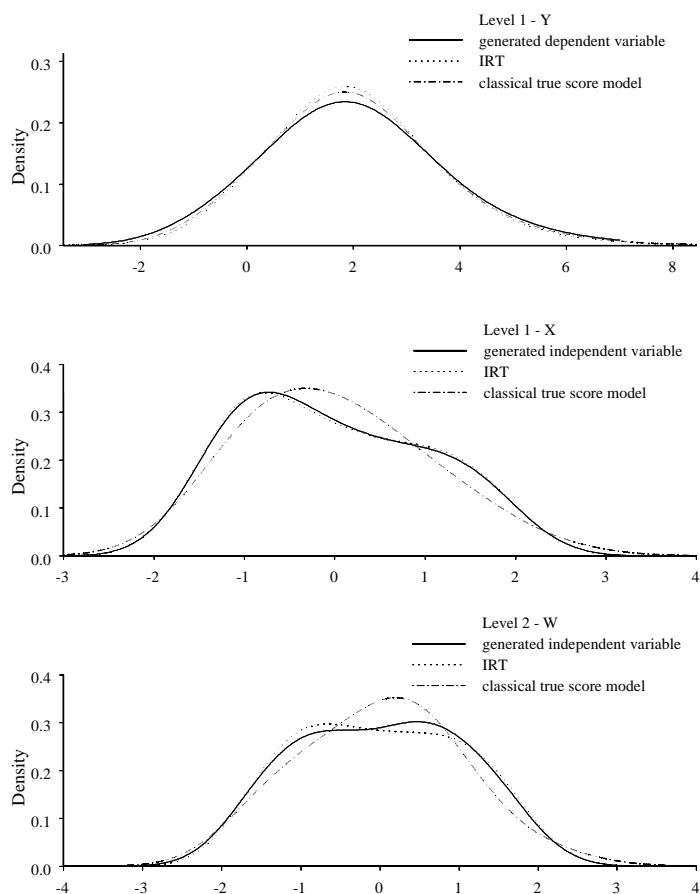 Level 1 - Y
generated dependent variable
IRT
classical true score model
0.3
0.2
0.1
0.0
Density
-2
0
2
4
6
8
Level 1 - X
generated independent variable
IRT
classical true score model
0.4
0.3
0.2
0.1
0.0
Density
-3
-2
-1
0
1
2
3
4
Level 2 - W
generated independent variable
IRT
classical true score model
0.4
0.3
0.2
0.1
0.0
Density
-4
-3
-2
-1
0
1
2
3
4